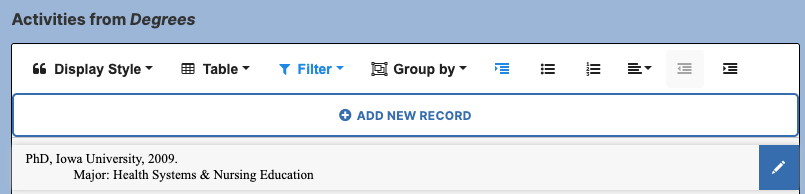 Activities from Degrees
Display Style Table Filter Group by
ADD NEW RECORD
PhD, Iowa University, 2009.
Major: Health Systems & Nursing Education